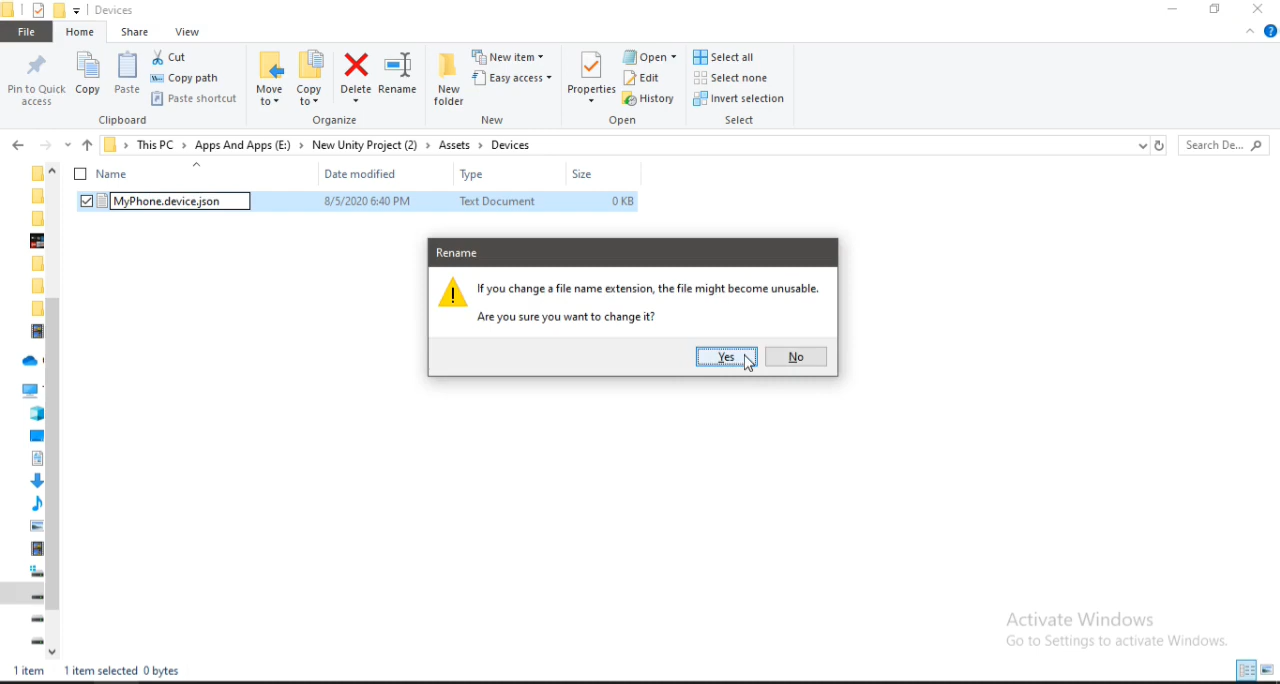 Devices
File Home Share View
Pin to Quick access
Copy
Paste
Cut
Copy path
Paste shortcut
Clipboard
Move to
Copy to
Delete
Rename
Organize
New folder
New item
Easy access
New
Properties
Open
Edit
History
Open
Select all
Select none
Invert selection
Select
This PC › Apps And Apps (E:) › New Unity Project (2) › Assets › Devices
Search De...
Name Date modified Type Size
MyPhone.device.json 8/5/2020 6:40 PM Text Document 0 KB
Rename
If you change a file name extension, the file might become unusable.
Are you sure you want to change it?
Yes No
Activate Windows
Go to Settings to activate Windows.
1 item 1 item selected 0 bytes